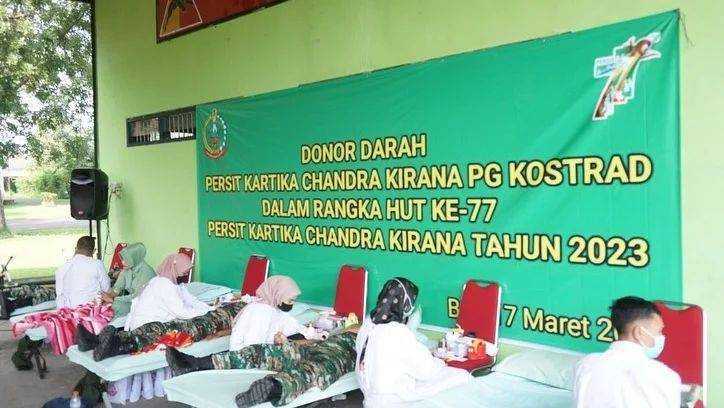 DONOR DARAH
PERSIT KARTIKA CHANDRA KIRANA PG KOSTRAD
DALAM RANGKA HUT KE-77
PERSIT KARTIKA CHANDRA KIRANA TAHUN 2023
7 Maret